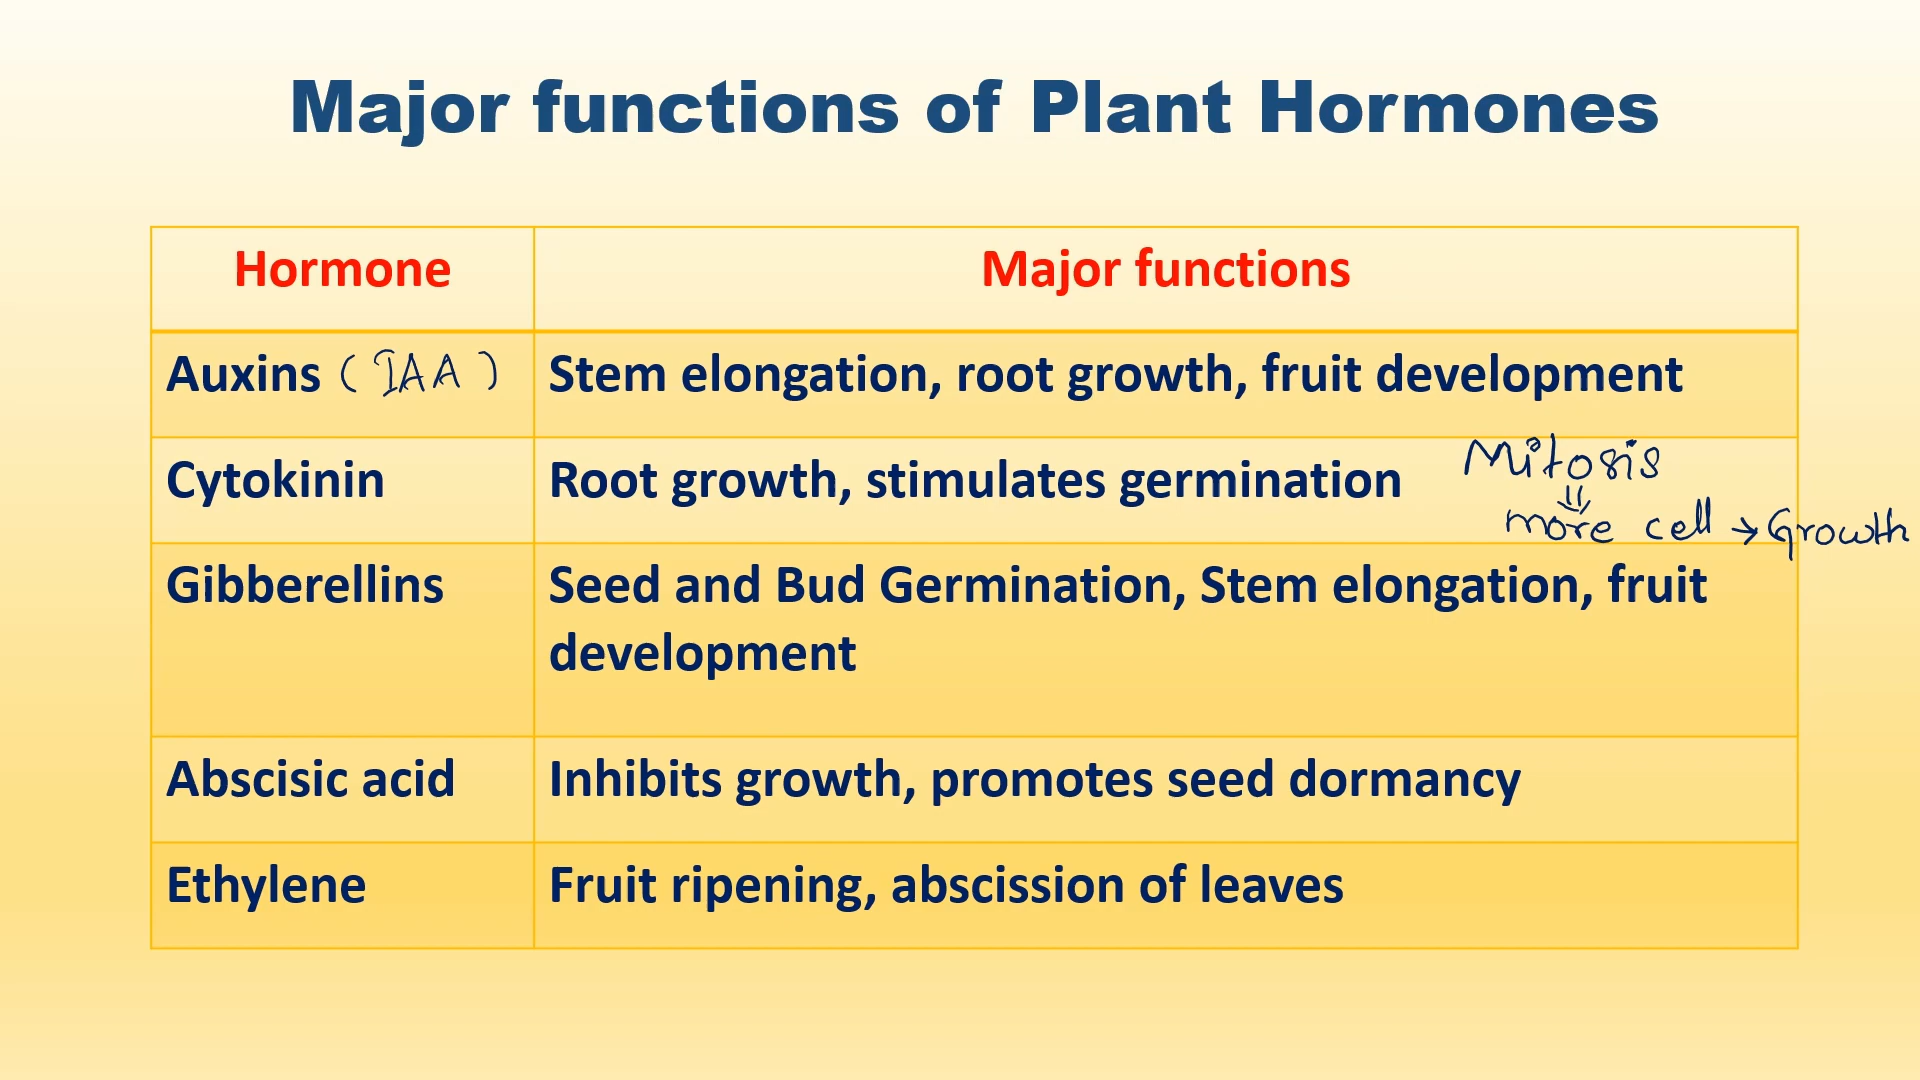 Major functions of Plant Hormones
Hormone Major functions
Auxins (IAA) Stem elongation, root growth, fruit development
Cytokinin Root growth, stimulates germination Mitosis
more cell → Growth
Gibberellins Seed and Bud Germination, Stem elongation, fruit
development
Abscisic acid Inhibits growth, promotes seed dormancy
Ethylene Fruit ripening, abscission of leaves